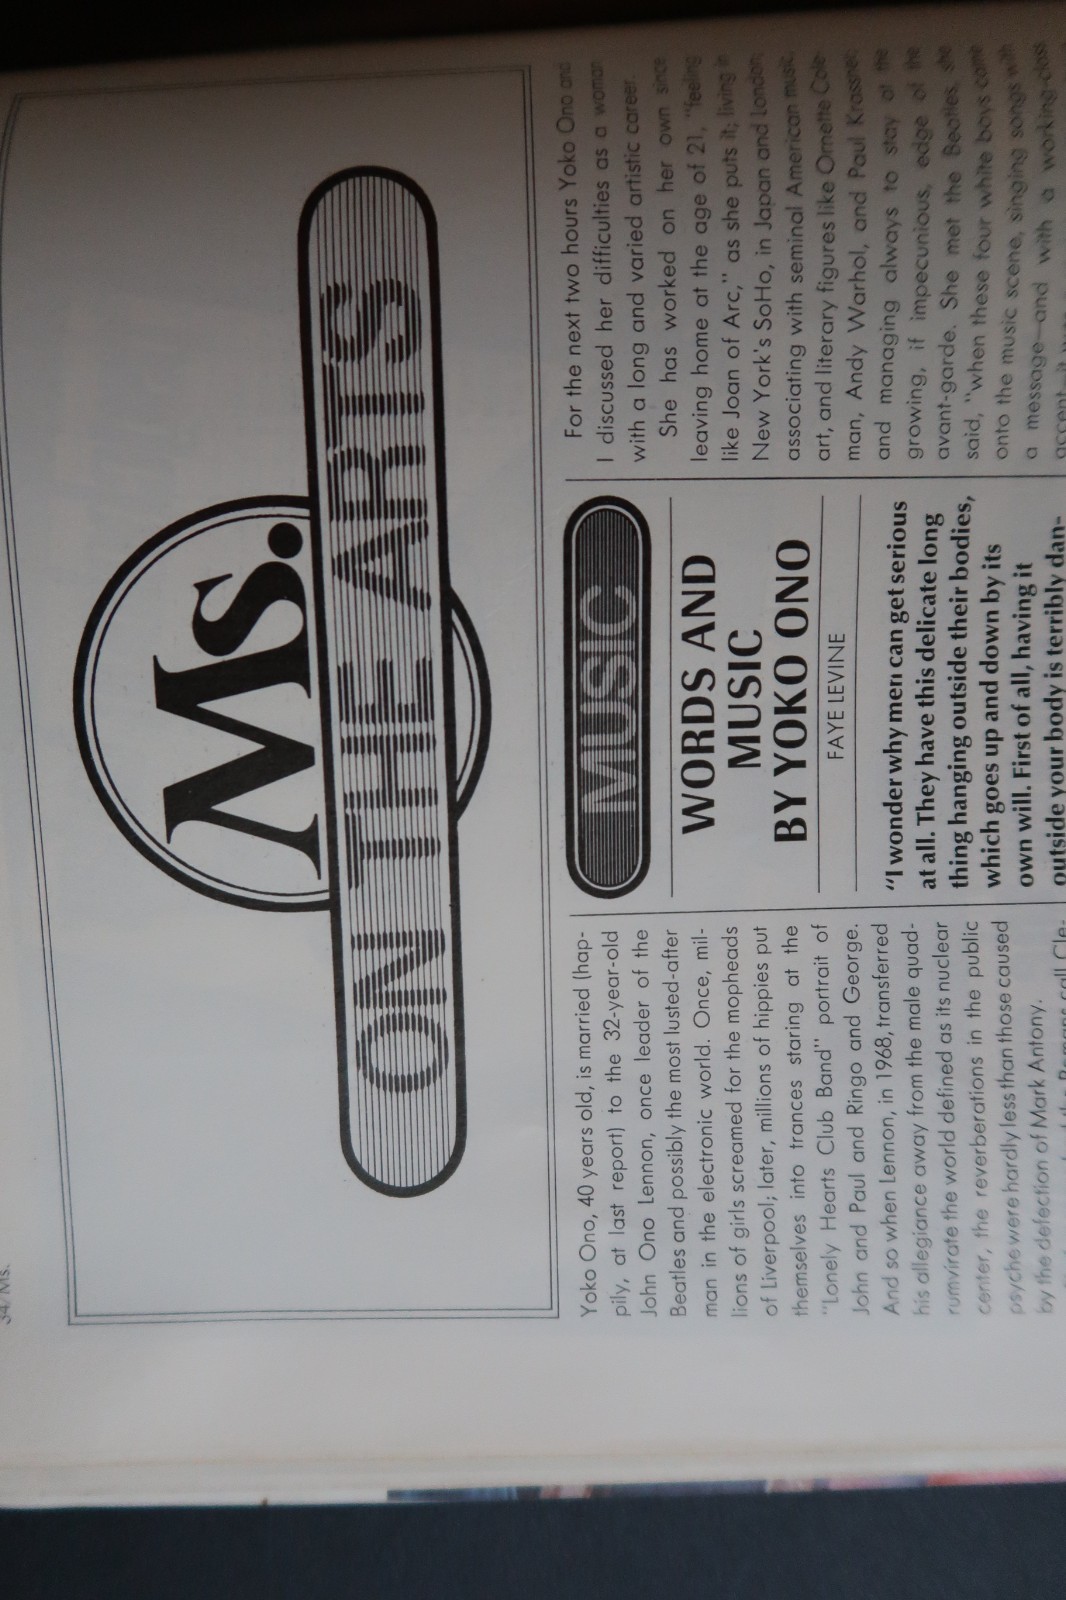 34/Ms.
Ms.
ON THE ARTS
MUSIC
WORDS AND
MUSIC
BY YOKO ONO
FAYE LEVINE
"I wonder why men can get serious
at all. They have this delicate long
thing hanging outside their bodies,
which goes up and down by its
own will. First of all, having it
outside your body is terribly dan-
Yoko Ono, 40 years old, is married (hap-
pily, at last report) to the 32-year-old
John Ono Lennon, once leader of the
Beatles and possibly the most lusted-after
man in the electronic world. Once, mil-
lions of girls screamed for the mopheads
of Liverpool; later, millions of hippies put
themselves into trances staring at the
"Lonely Hearts Club Band" portrait of
John and Paul and Ringo and George.
And so when Lennon, in 1968, transferred
his allegiance away from the male quad-
rumvirate the world defined as its nuclear
center, the reverberations in the public
psyche were hardly less than those caused
by the defection of Mark Antony.
For the next two hours Yoko Ono and
I discussed her difficulties as a woman
with a long and varied artistic career.
She has worked on her own since
leaving home at the age of 21, "feeling
like Joan of Arc," as she puts it; living in
New York's SoHo, in Japan and London;
associating with seminal American music,
art, and literary figures like Ornette Cole-
man, Andy Warhol, and Paul Krassner;
and managing always to stay at the
growing, if impecunious, edge of the
avant-garde. She met the Beatles, she
said, "when these four white boys came
onto the music scene, singing songs with
a message—and with a working-class
accent